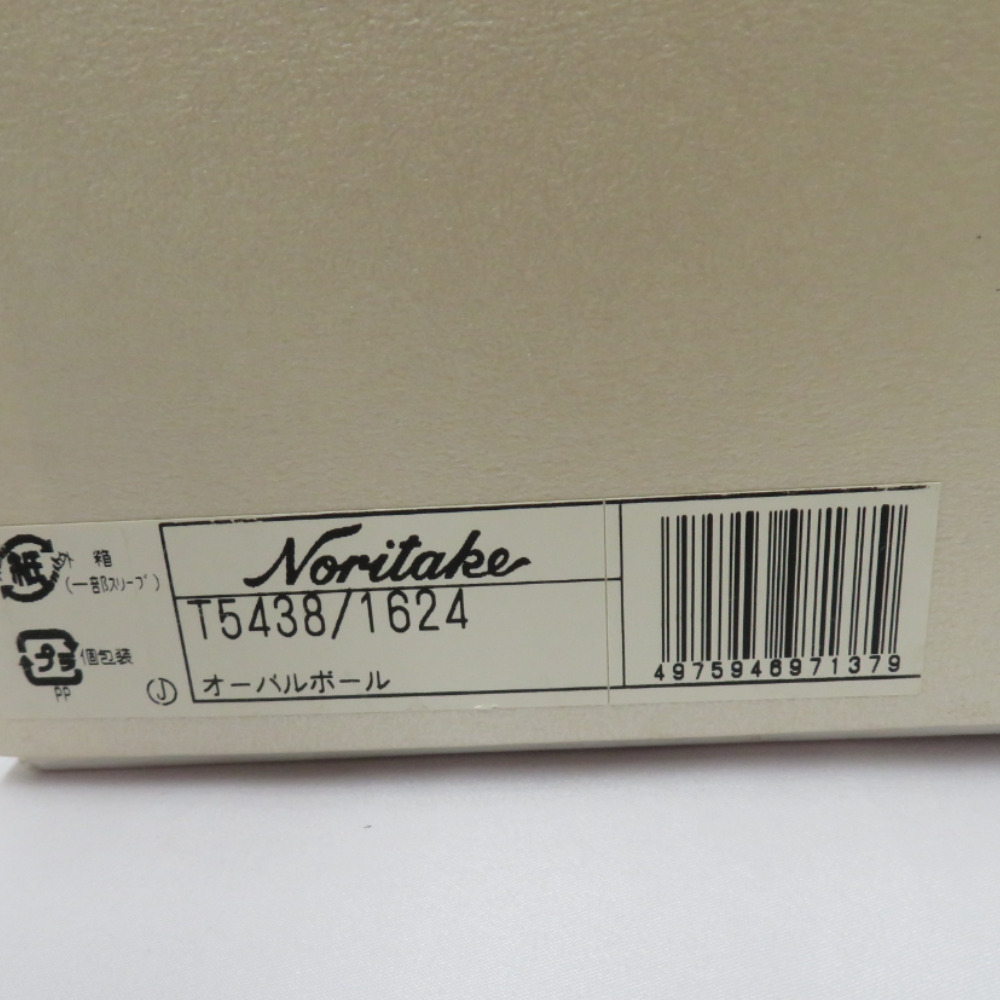 紙
外箱
(一部スリーブ)
プラ
個包装
PP
J
Noritake
T5438/1624
オーバルボール
4975946971379